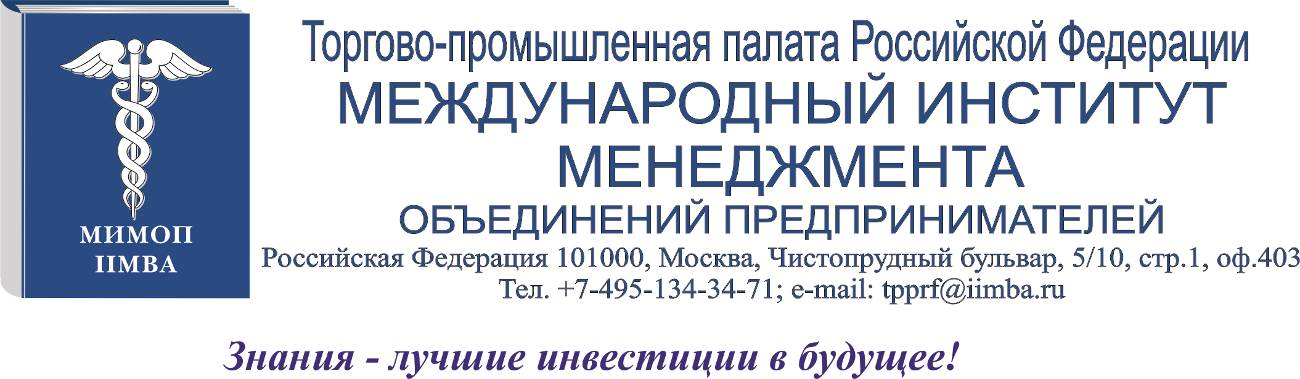 Торгово-промышленная палата Российской Федерации
МЕЖДУНАРОДНЫЙ ИНСТИТУТ
МЕНЕДЖМЕНТА
ОБЪЕДИНЕНИЙ ПРЕДПРИНИМАТЕЛЕЙ
МИМОП
IIMBA
Российская Федерация 101000, Москва, Чистопрудный бульвар, 5/10, стр.1, оф.403
Тел. +7-495-134-34-71; e-mail: tpprf@iimba.ru
Знания - лучшие инвестиции в будущее!